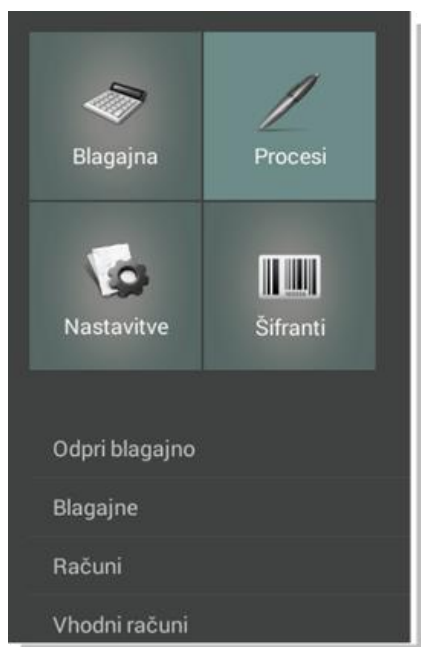 Blagajna
Procesi
Nastavitve
Šifranti
Odpri blagajno
Blagajne
Računi
Vhodni računi